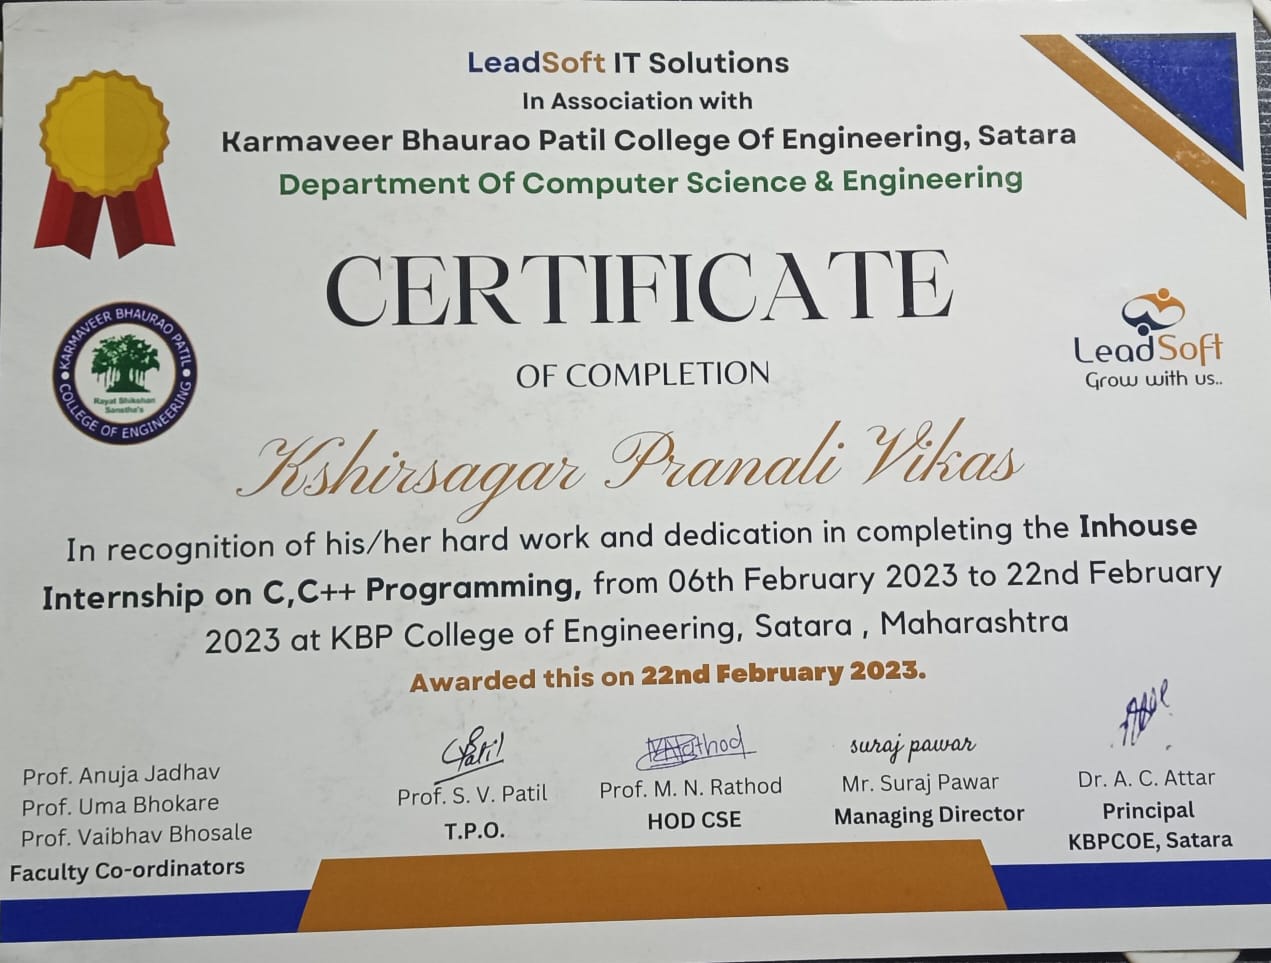 LeadSoft IT Solutions
In Association with
Karmaveer Bhaurao Patil College Of Engineering, Satara
Department Of Computer Science & Engineering
CERTIFICATE
OF COMPLETION
KARMAVEER BHAURAO PATIL
Rayat Shikshan
Sanstha's
COLLEGE OF ENGINEERING
LeadSoft
Grow with us..
Kshirsagar Pranali Vikas
In recognition of his/her hard work and dedication in completing the Inhouse
Internship on C,C++ Programming, from 06th February 2023 to 22nd February
2023 at KBP College of Engineering, Satara , Maharashtra
Awarded this on 22nd February 2023.
Prof. Anuja Jadhav
Prof. Uma Bhokare
Prof. Vaibhav Bhosale
Faculty Co-ordinators
Patil
Prof. S. V. Patil
T.P.O.
Rathod
Prof. M. N. Rathod
HOD CSE
suraj pawar
Mr. Suraj Pawar
Managing Director
Dr. A. C. Attar
Principal
KBPCOE, Satara